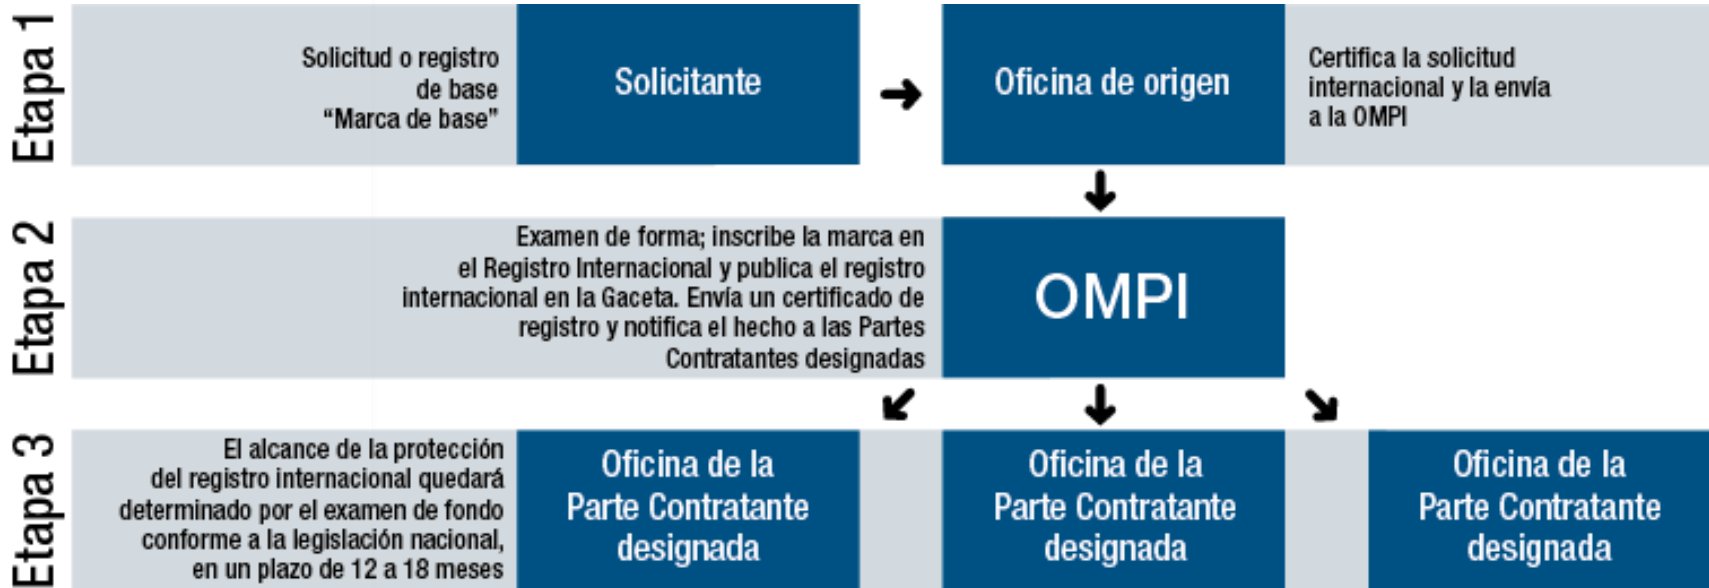 Etapa 1
Solicitud o registro
de base
“Marca de base”
Solicitante
Oficina de origen
Certifica la solicitud
internacional y la envía
a la OMPI
Etapa 2
Examen de forma; inscribe la marca en
el Registro Internacional y publica el registro
internacional en la Gaceta. Envía un certificado de
registro y notifica el hecho a las Partes
Contratantes designadas
OMPI
Etapa 3
El alcance de la protección
del registro internacional quedará
determinado por el examen de fondo
conforme a la legislación nacional,
en un plazo de 12 a 18 meses
Oficina de la
Parte Contratante
designada
Oficina de la
Parte Contratante
designada
Oficina de la
Parte Contratante
designada